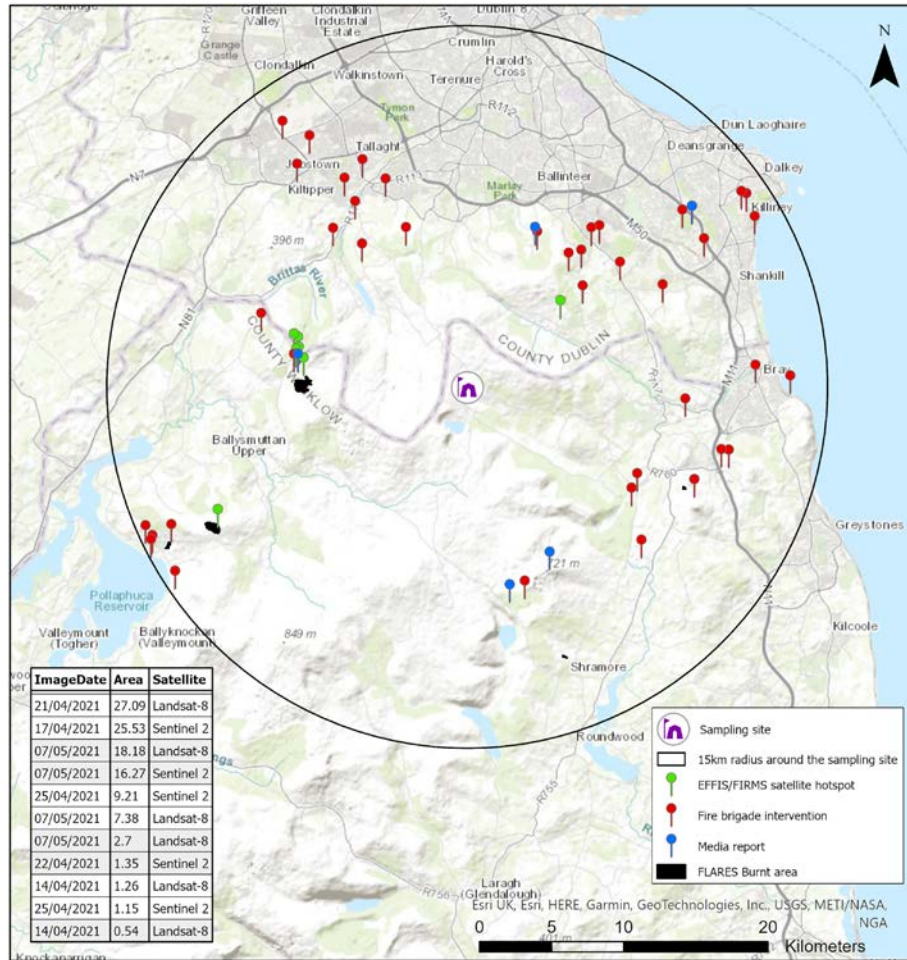 Griffeen
Valley
Clondalkin
Industrial
Estate
R120
Dublin 8
Crumlin
Harold's
Cross
Grange
Castle
Clondalkin
Walkinstown
Terenure
Tymon
Park
R112
N
Dun Laoghaire
Deansgrange
Dalkey
N7
Jobstown
Tallaght
Kiltipper
R113
Marley
Park
Ballinteer
Killiney
M50
396 m
Brittas
River
Shankill
N81
COUNTY DUBLIN
COUNTY WICKLOW
M11
Bray
Ballysmuttan
Upper
R760
Greystones
721 m
Pollaphuca
Reservoir
N11
Valleymount
(Togher)
Ballyknockan
(Valleymount)
849 m
Kilcoole
Shramore
Roundwood
R755
R756
Laragh
(Glendalough)
Knockanarrigan
ImageDate Area Satellite
21/04/2021 27.09 Landsat-8
17/04/2021 25.53 Sentinel 2
07/05/2021 18.18 Landsat-8
07/05/2021 16.27 Sentinel 2
25/04/2021 9.21 Sentinel 2
07/05/2021 7.38 Landsat-8
07/05/2021 2.7 Landsat-8
22/04/2021 1.35 Sentinel 2
14/04/2021 1.26 Landsat-8
25/04/2021 1.15 Sentinel 2
14/04/2021 0.54 Landsat-8
Sampling site
15km radius around the sampling site
EFFIS/FIRMS satellite hotspot
Fire brigade intervention
Media report
FLARES Burnt area
Esri UK, Esri, HERE, Garmin, GeoTechnologies, Inc., USGS, METI/NASA,
NGA
0 5 10 20
Kilometers